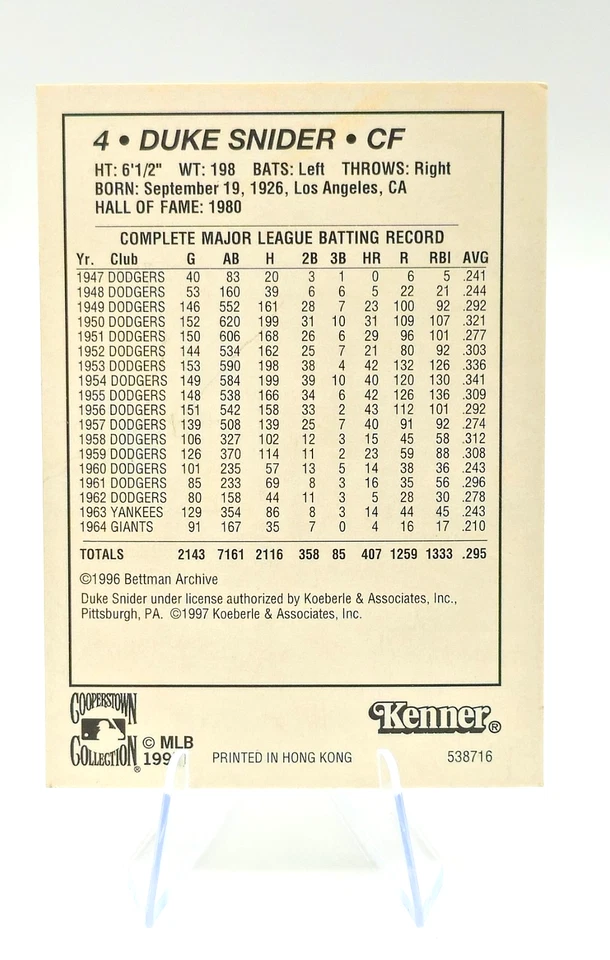 4 • DUKE SNIDER • CF
HT: 6'1/2" WT: 198 BATS: Left THROWS: Right
BORN: September 19, 1926, Los Angeles, CA
HALL OF FAME: 1980
COMPLETE MAJOR LEAGUE BATTING RECORD
Yr. Club G AB H 2B 3B HR R RBI AVG
1947 DODGERS 40 83 20 3 1 0 6 5 .241
1948 DODGERS 53 160 39 6 6 5 22 21 .244
1949 DODGERS 146 552 161 28 7 23 100 92 .292
1950 DODGERS 152 620 199 31 10 31 109 107 .321
1951 DODGERS 150 606 168 26 6 29 96 101 .277
1952 DODGERS 144 534 162 25 7 21 80 92 .303
1953 DODGERS 153 590 198 38 4 42 132 126 .336
1954 DODGERS 149 584 199 39 10 40 120 130 .341
1955 DODGERS 148 538 166 34 6 42 126 136 .309
1956 DODGERS 151 542 158 33 2 43 112 101 .292
1957 DODGERS 139 508 139 25 7 40 91 92 .274
1958 DODGERS 106 327 102 12 3 15 45 58 .312
1959 DODGERS 126 370 114 11 2 23 59 88 .308
1960 DODGERS 101 235 57 13 5 14 38 36 .243
1961 DODGERS 85 233 69 8 3 16 35 56 .296
1962 DODGERS 80 158 44 11 3 5 28 30 .278
1963 YANKEES 129 354 86 8 3 14 44 45 .243
1964 GIANTS 91 167 35 7 0 4 16 17 .210
TOTALS 2143 7161 2116 358 85 407 1259 1333 .295
©1996 Bettman Archive
Duke Snider under license authorized by Koeberle & Associates, Inc.,
Pittsburgh, PA. ©1997 Koeberle & Associates, Inc.
COOPERSTOWN
COLLECTION®
© MLB
Kenner®
PRINTED IN HONG KONG
538716